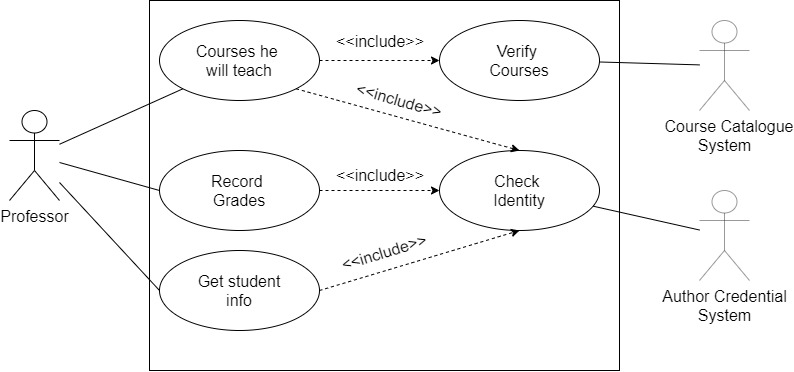 Courses he
will teach
<<include>>
Verify
Courses
<<include>>
Course Catalogue
System
Professor
Record
Grades
<<include>>
Check
Identity
<<include>>
Get student
info
Author Credential
System